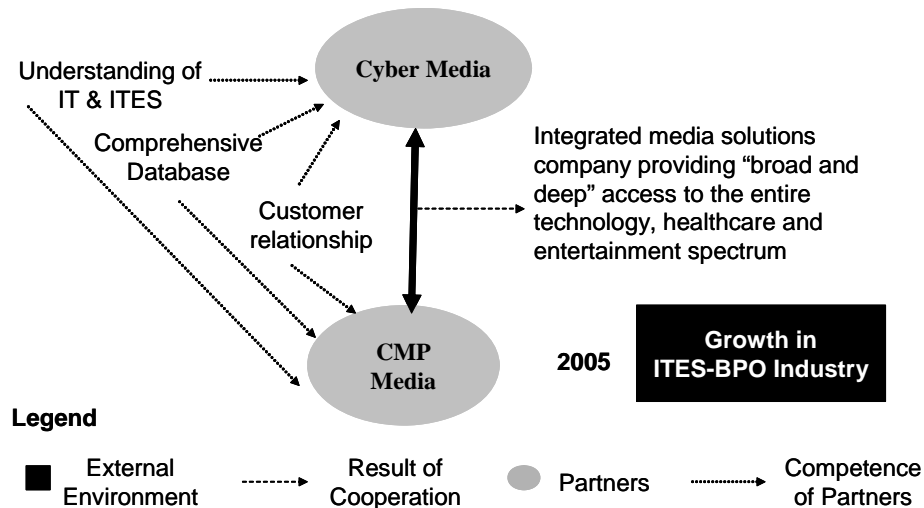 Cyber Media
Understanding of
IT & ITES
Comprehensive
Database
Customer
relationship
Integrated media solutions
company providing “broad and
deep” access to the entire
technology, healthcare and
entertainment spectrum
CMP
Media
2005
Growth in
ITES-BPO Industry
Legend
External
Environment
Result of
Cooperation
Partners
Competence
of Partners